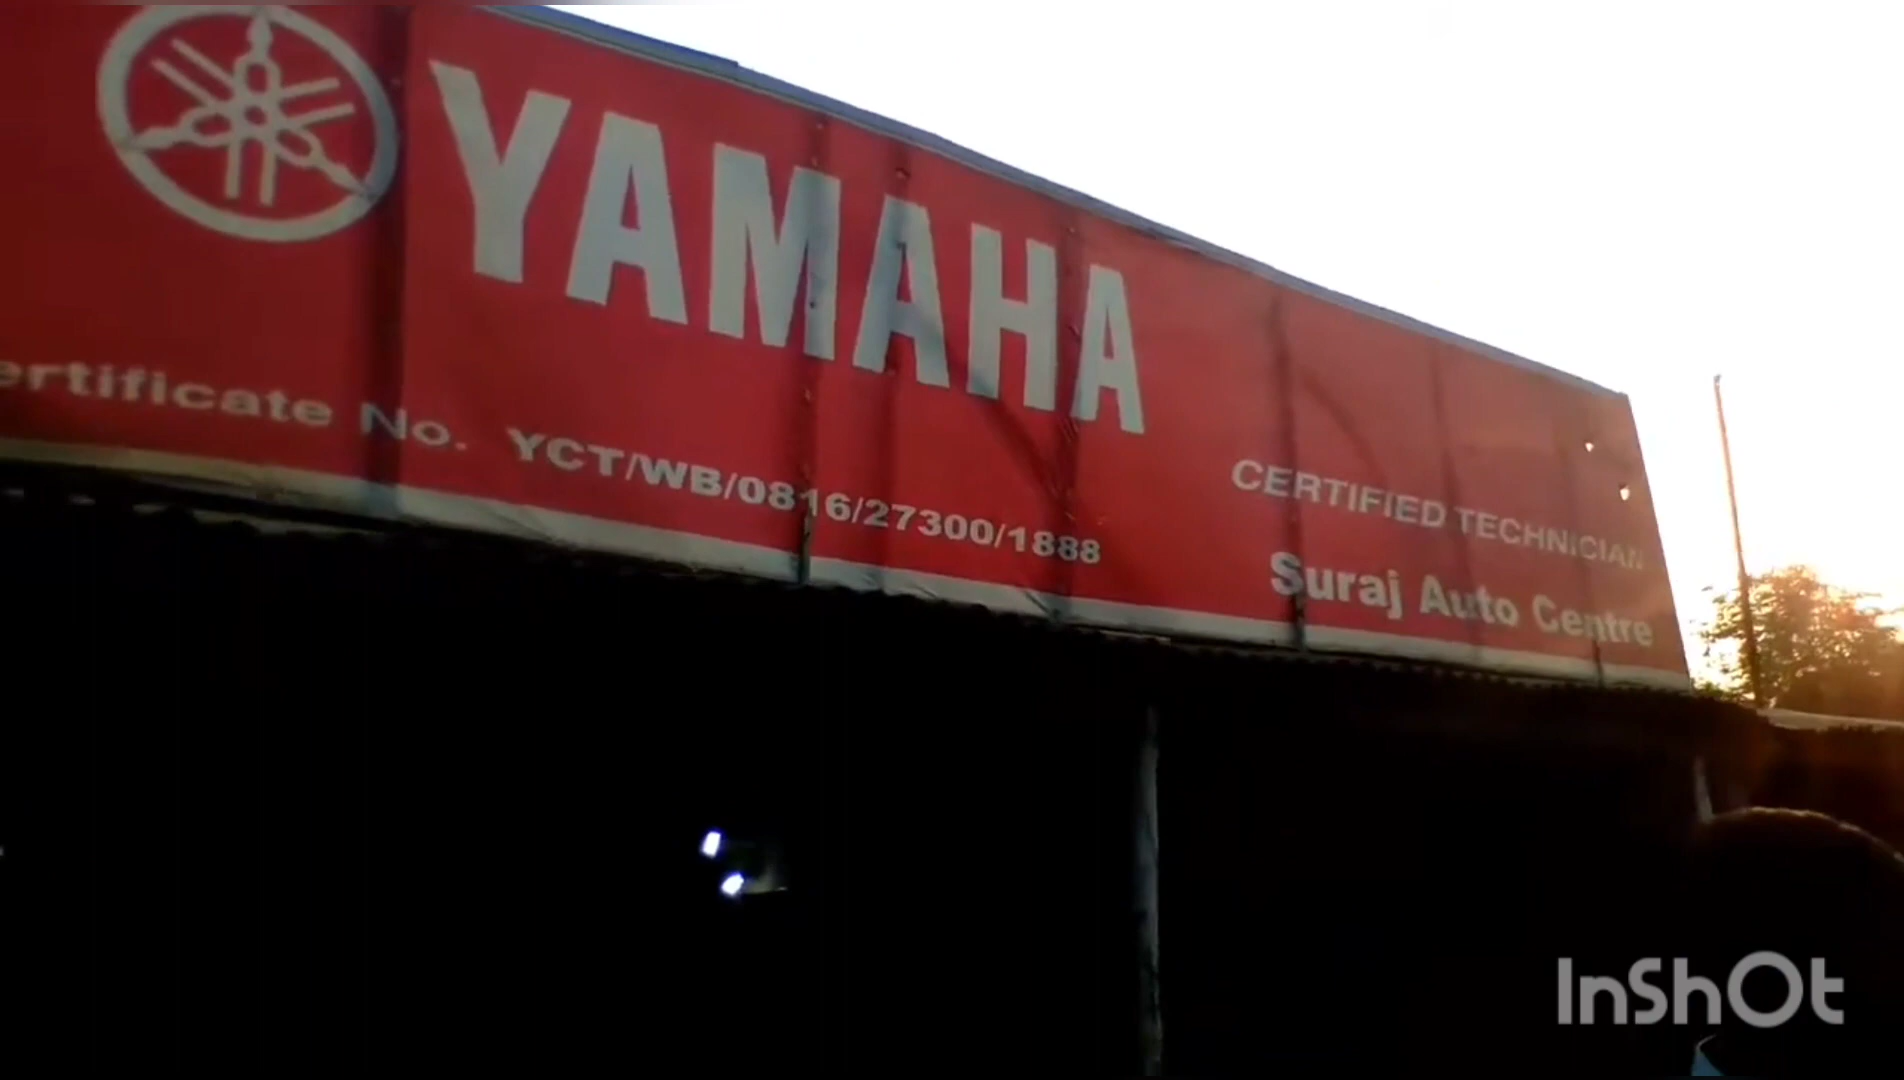 YAMAHA
ertificate No. YCT/WB/0816/27300/1888
CERTIFIED TECHNICIAN
Suraj Auto Centre
InShOt